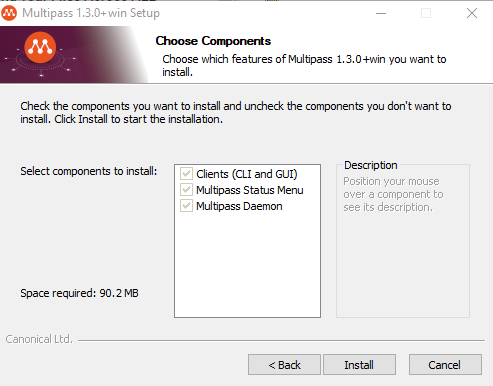 Multipass 1.3.0+win Setup
Choose Components
Choose which features of Multipass 1.3.0+win you want to
install.
Check the components you want to install and uncheck the components you don't want to
install. Click Install to start the installation.
Select components to install:
Clients (CLI and GUI)
Multipass Status Menu
Multipass Daemon
Description
Position your mouse
over a component to
see its description.
Space required: 90.2 MB
Canonical Ltd.
< Back
Install
Cancel